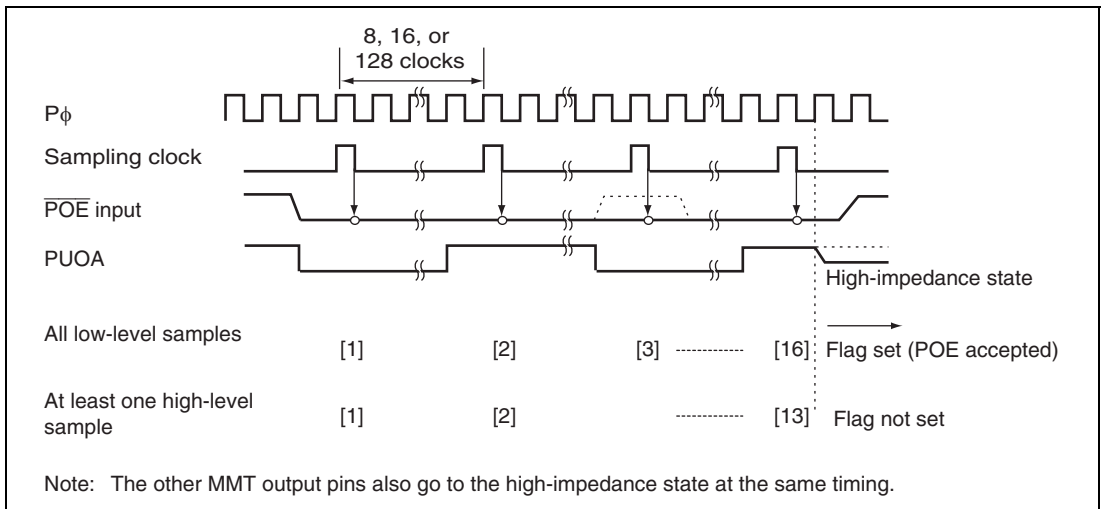 8, 16, or
128 clocks
Pϕ
Sampling clock
POE input
PUOA
High-impedance state
All low-level samples
[1] [2] [3] [16] Flag set (POE accepted)
At least one high-level
sample
[1] [2] [13] Flag not set
Note: The other MMT output pins also go to the high-impedance state at the same timing.